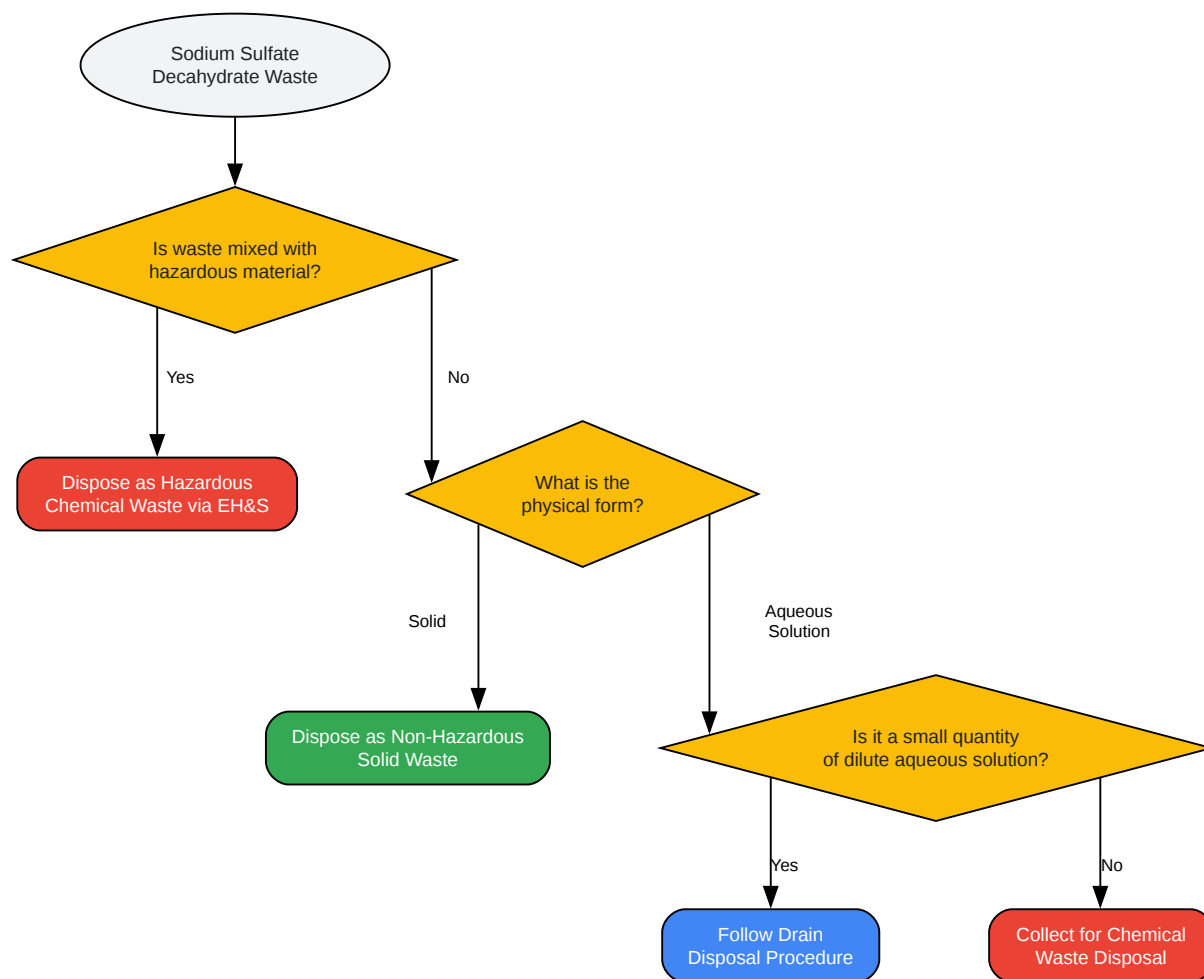 Sodium Sulfate
Decahydrate Waste
Is waste mixed with
hazardous material?
Yes
No
Dispose as Hazardous
Chemical Waste via EH&S
What is the
physical form?
Solid
Aqueous
Solution
Dispose as Non-Hazardous
Solid Waste
Is it a small quantity
of dilute aqueous solution?
Yes
No
Follow Drain
Disposal Procedure
Collect for Chemical
Waste Disposal